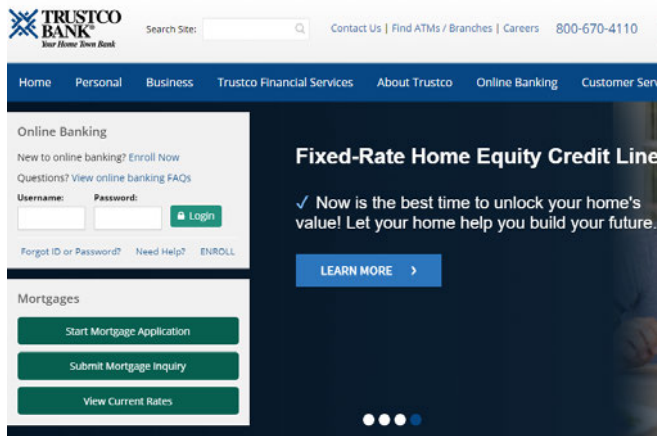 TRUSTCO
BANK®
Your Home Town Bank
Search Site:
Contact Us | Find ATMs / Branches | Careers 800-670-4110
Home Personal Business Trustco Financial Services About Trustco Online Banking Customer Serv
Online Banking
New to online banking? Enroll Now
Questions? View online banking FAQs
Username: Password:
Login
Forgot ID or Password? Need Help? ENROLL
Fixed-Rate Home Equity Credit Line
✓ Now is the best time to unlock your home's
value! Let your home help you build your future.
LEARN MORE >
Mortgages
Start Mortgage Application
Submit Mortgage Inquiry
View Current Rates